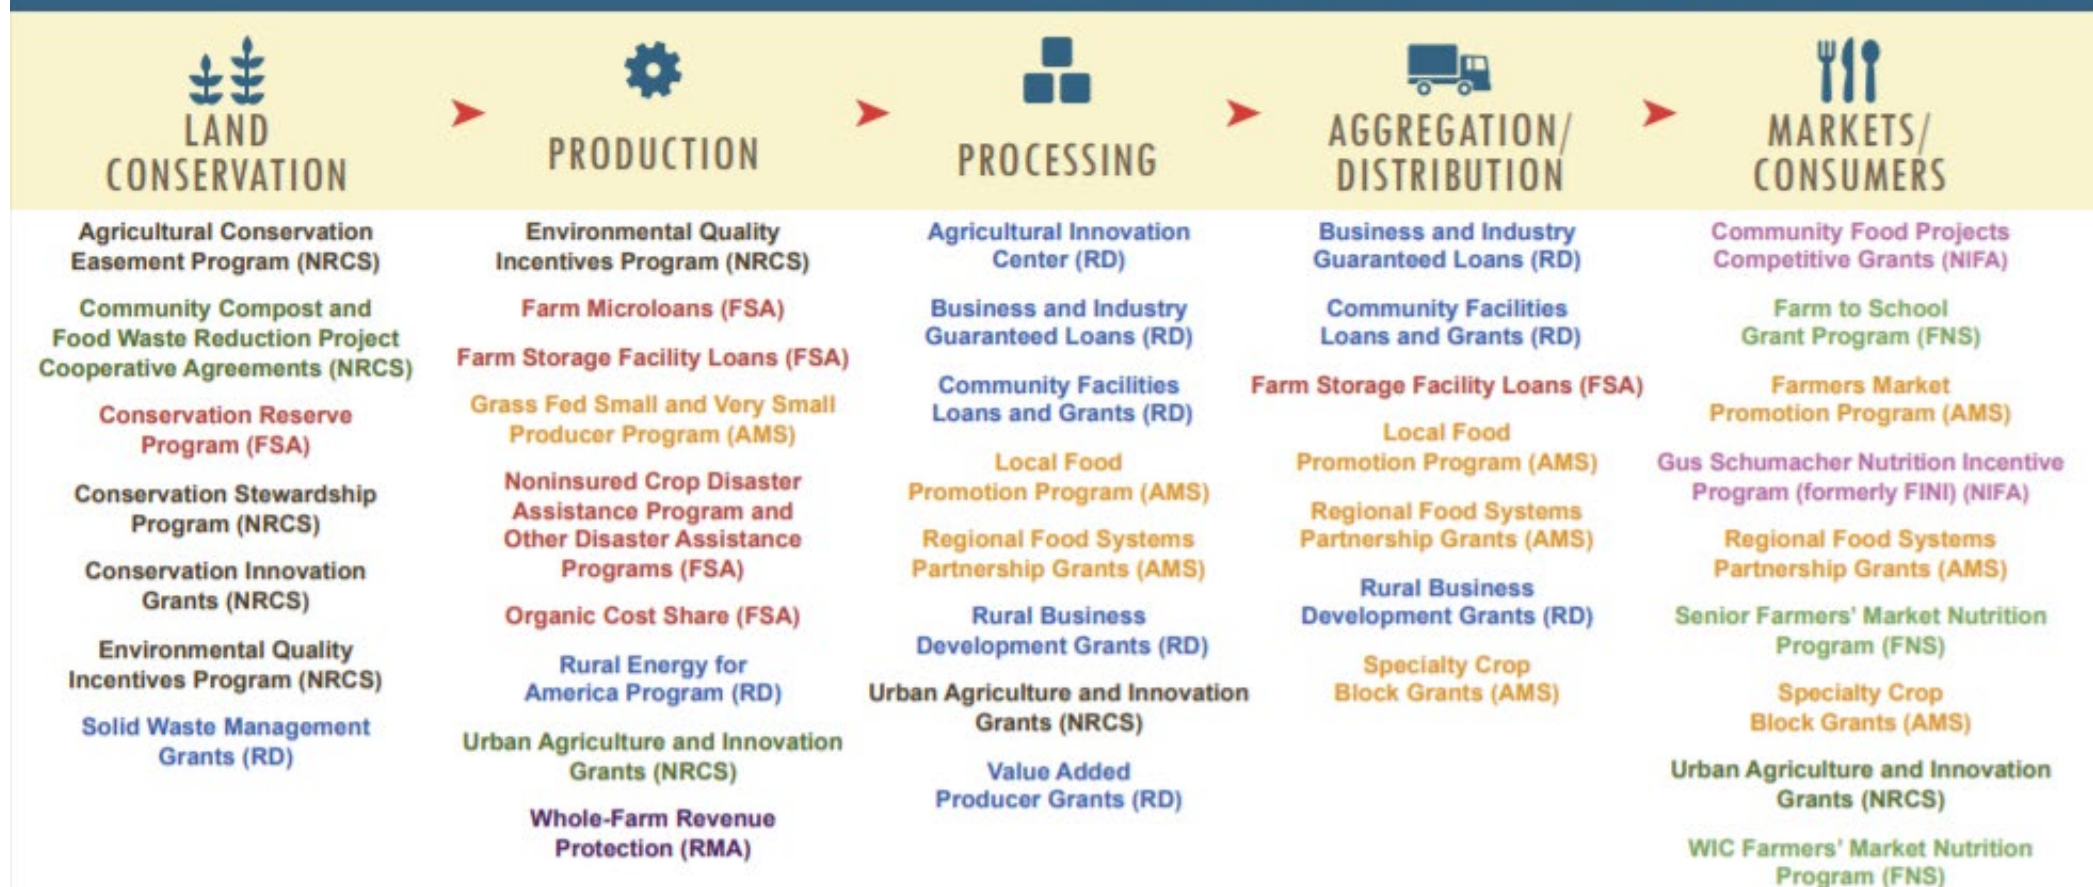 LAND
CONSERVATION
Agricultural Conservation
Easement Program (NRCS)
Community Compost and
Food Waste Reduction Project
Cooperative Agreements (NRCS)
Conservation Reserve
Program (FSA)
Conservation Stewardship
Program (NRCS)
Conservation Innovation
Grants (NRCS)
Environmental Quality
Incentives Program (NRCS)
Solid Waste Management
Grants (RD)
PRODUCTION
Environmental Quality
Incentives Program (NRCS)
Farm Microloans (FSA)
Farm Storage Facility Loans (FSA)
Grass Fed Small and Very Small
Producer Program (AMS)
Noninsured Crop Disaster
Assistance Program and
Other Disaster Assistance
Programs (FSA)
Organic Cost Share (FSA)
Rural Energy for
America Program (RD)
Urban Agriculture and Innovation
Grants (NRCS)
Whole-Farm Revenue
Protection (RMA)
PROCESSING
Agricultural Innovation
Center (RD)
Business and Industry
Guaranteed Loans (RD)
Community Facilities
Loans and Grants (RD)
Local Food
Promotion Program (AMS)
Regional Food Systems
Partnership Grants (AMS)
Rural Business
Development Grants (RD)
Urban Agriculture and Innovation
Grants (NRCS)
Value Added
Producer Grants (RD)
AGGREGATION/
DISTRIBUTION
Business and Industry
Guaranteed Loans (RD)
Community Facilities
Loans and Grants (RD)
Farm Storage Facility Loans (FSA)
Local Food
Promotion Program (AMS)
Regional Food Systems
Partnership Grants (AMS)
Rural Business
Development Grants (RD)
Specialty Crop
Block Grants (AMS)
MARKETS/
CONSUMERS
Community Food Projects
Competitive Grants (NIFA)
Farm to School
Grant Program (FNS)
Farmers Market
Promotion Program (AMS)
Gus Schumacher Nutrition Incentive
Program (formerly FINI) (NIFA)
Regional Food Systems
Partnership Grants (AMS)
Senior Farmers' Market Nutrition
Program (FNS)
Specialty Crop
Block Grants (AMS)
Urban Agriculture and Innovation
Grants (NRCS)
WIC Farmers' Market Nutrition
Program (FNS)